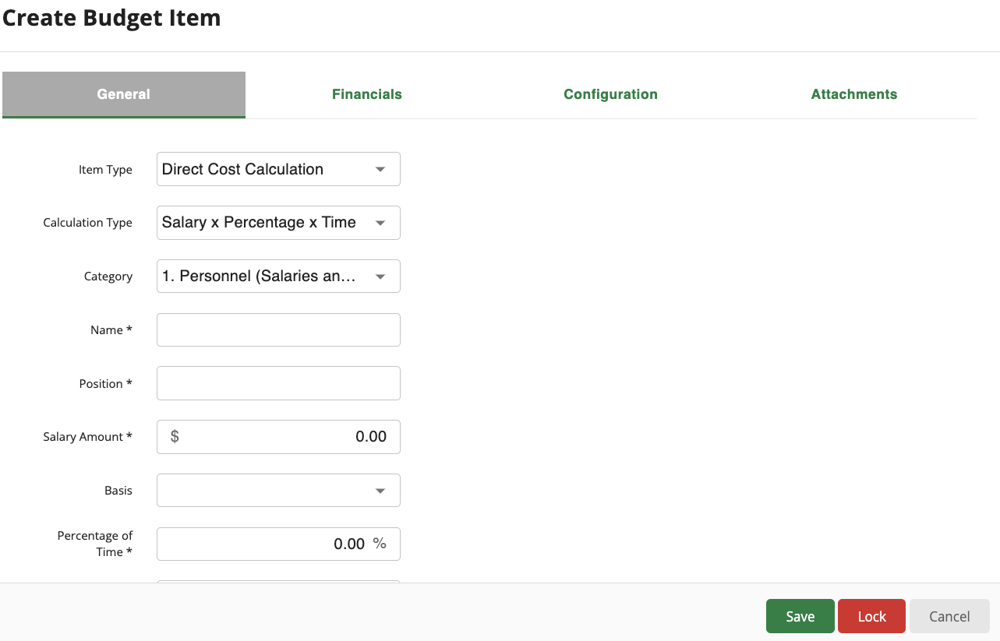 Create Budget Item
General Financials Configuration Attachments
Item Type Direct Cost Calculation
Calculation Type Salary x Percentage x Time
Category 1. Personnel (Salaries an...
Name *
Position *
Salary Amount * $ 0.00
Basis
Percentage of
Time * 0.00 %
Save Lock Cancel